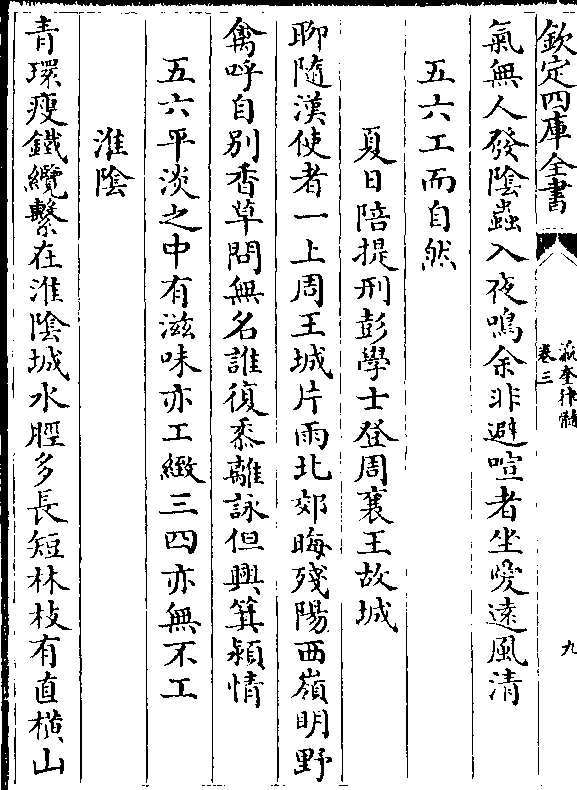 欽定四庫全書
瀛奎律髓
卷三
九
氣無人發隂蟲入夜鳴余非避喧者坐愛遠風清
五六工而自然
夏日陪提刑彭學士登周襄王故城
聊隨漢使者一上周王城片雨北郊晦殘陽西嶺明野
禽呼自別香草問無名誰復黍離詠但興箕潁情
五六平淡之中有滋味亦工緻三四亦無不工
淮隂
青環瘦鐵纜繫在淮隂城水脛多長短林枝有直橫山